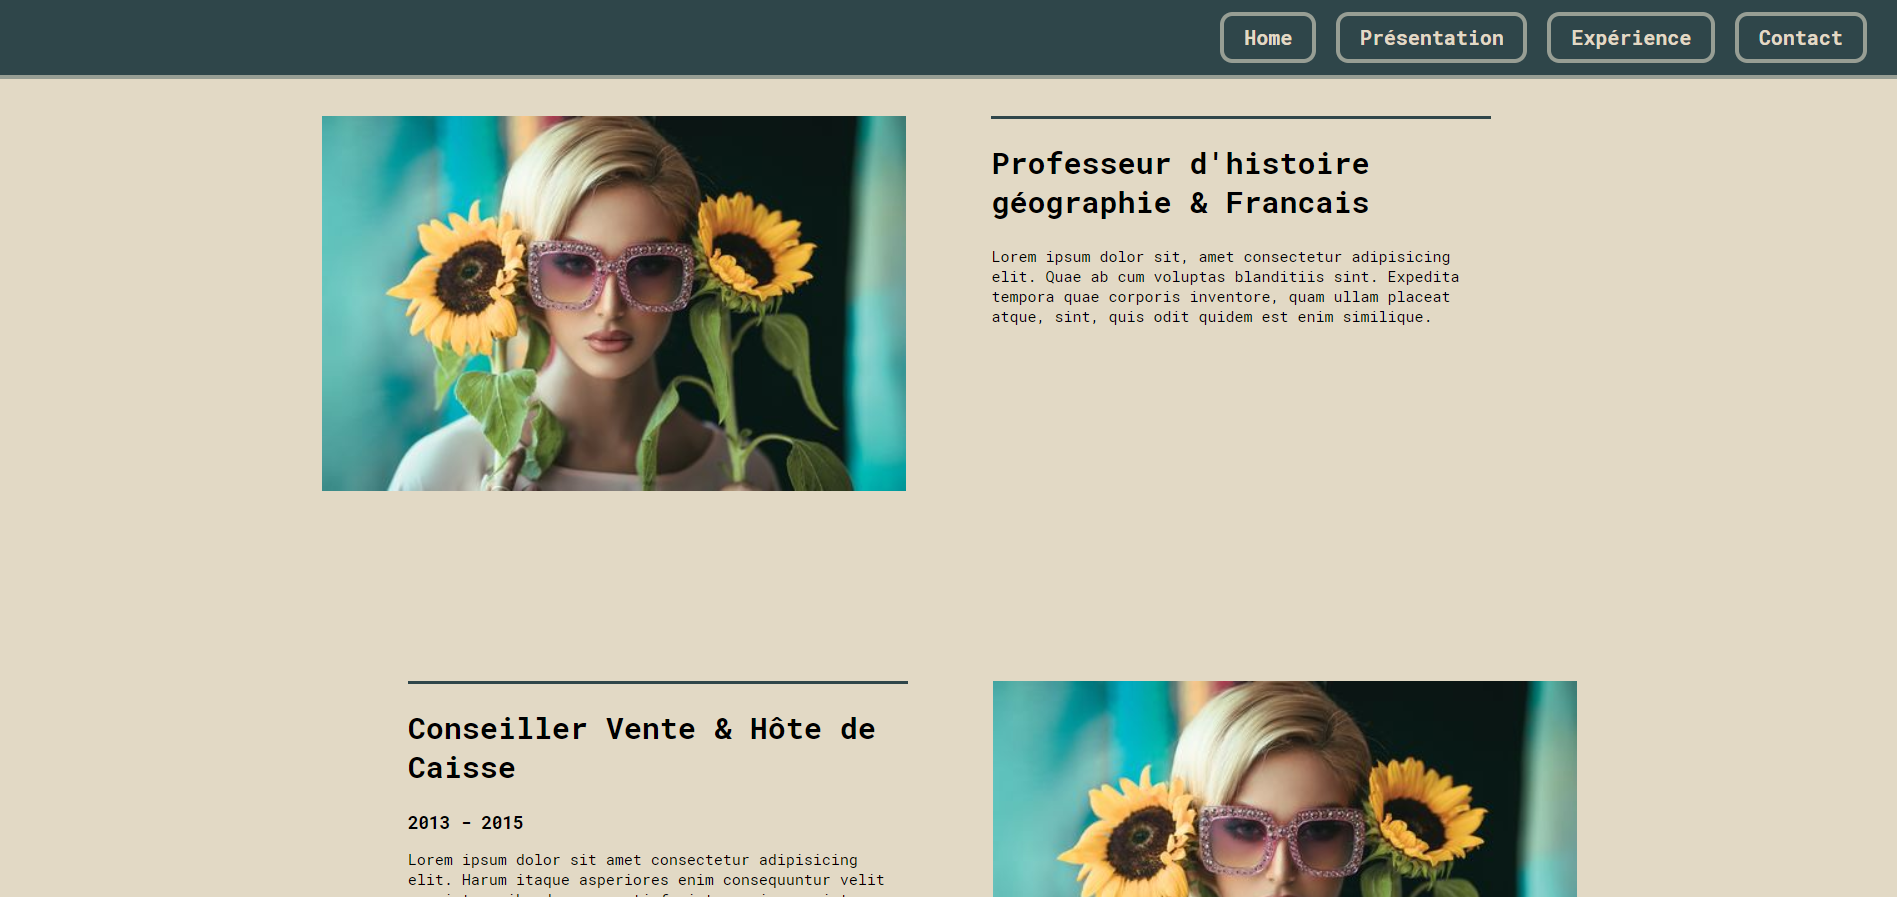 Home Présentation Expérience Contact
Professeur d'histoire
géographie & Francais
Lorem ipsum dolor sit, amet consectetur adipisicing
elit. Quae ab cum voluptas blanditiis sint. Expedita
tempora quae corporis inventore, quam ullam placeat
atque, sint, quis odit quidem est enim similique.
Conseiller Vente & Hôte de
Caisse
2013 - 2015
Lorem ipsum dolor sit amet consectetur adipisicing
elit. Harum itaque asperiores enim consequuntur velit